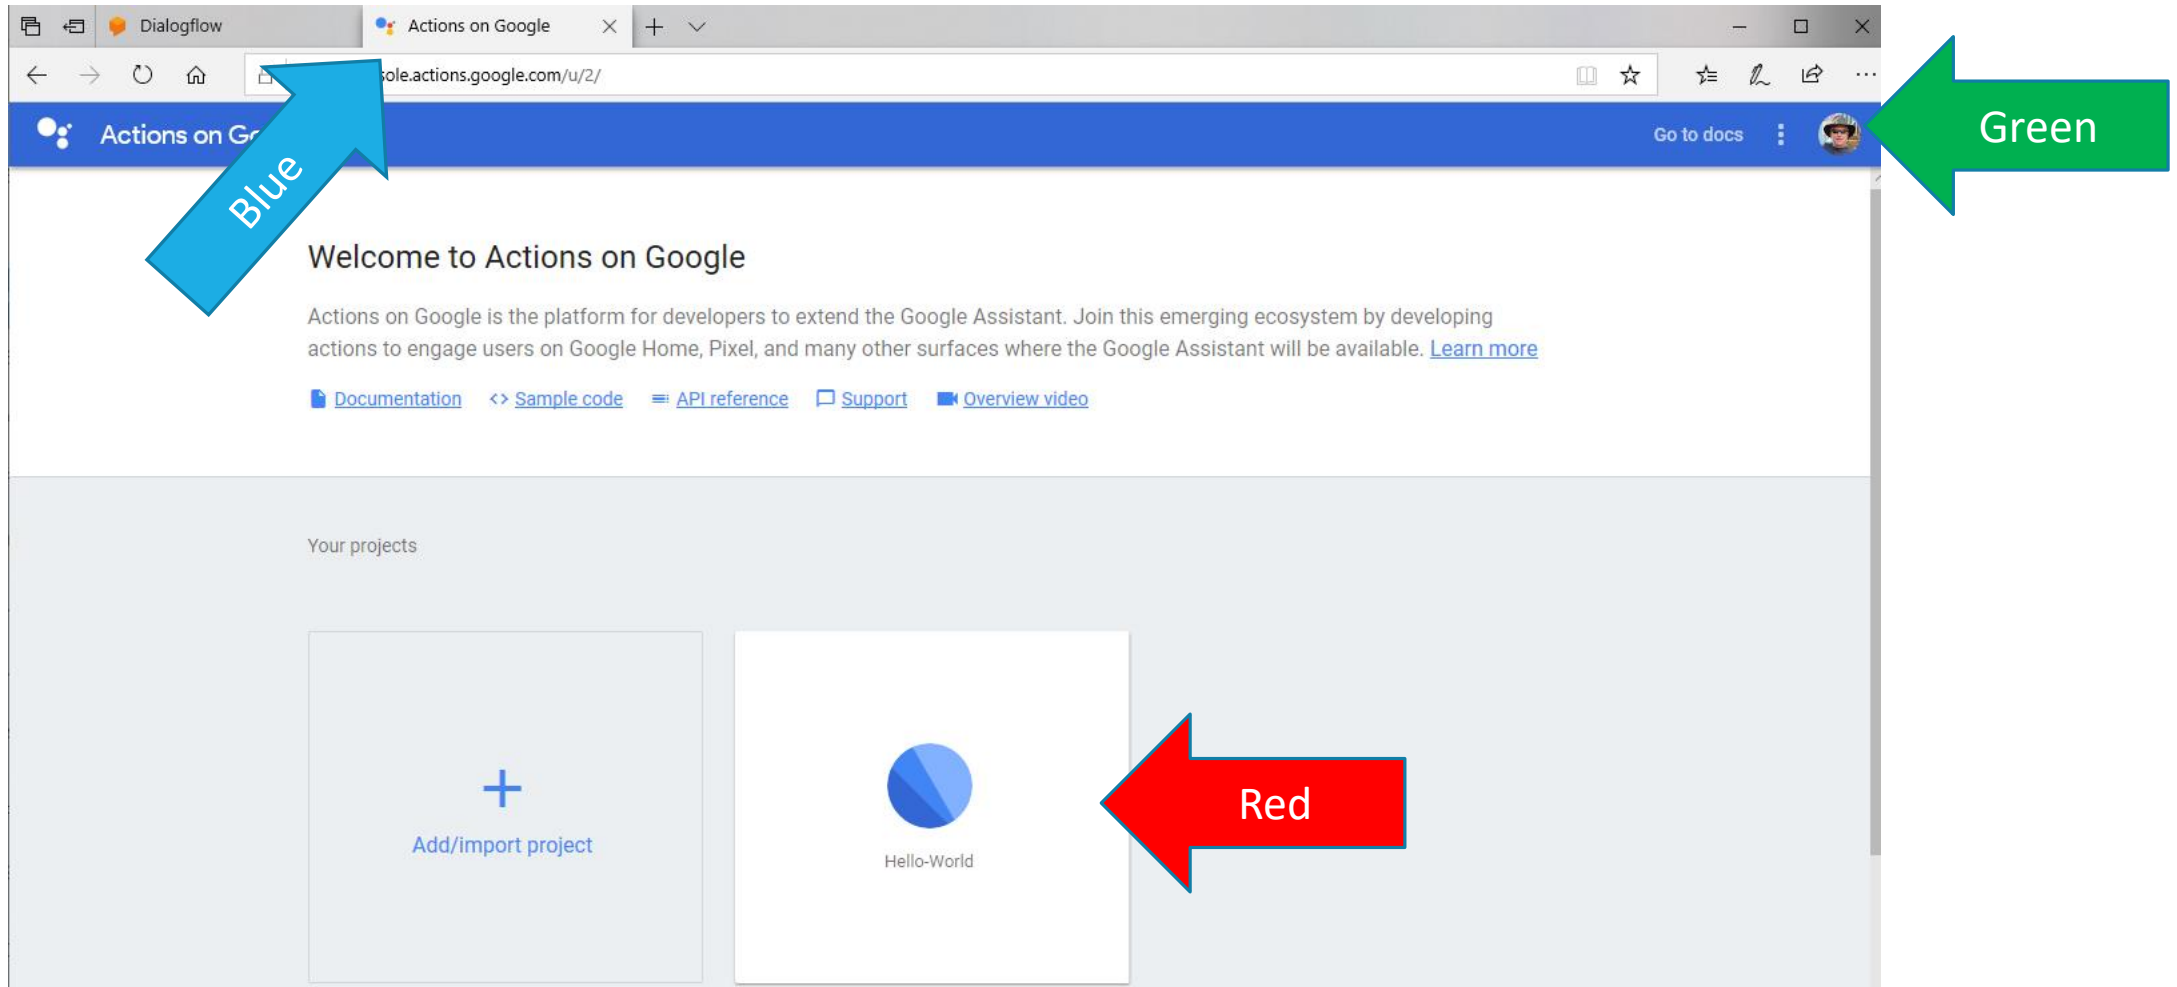 Dialogflow
Actions on Google
sole.actions.google.com/u/2/
Actions on Go
Go to docs
Green
Blue
Welcome to Actions on Google
Actions on Google is the platform for developers to extend the Google Assistant. Join this emerging ecosystem by developing
actions to engage users on Google Home, Pixel, and many other surfaces where the Google Assistant will be available. Learn more
Documentation <> Sample code API reference Support Overview video
Your projects
Add/import project
Hello-World
Red